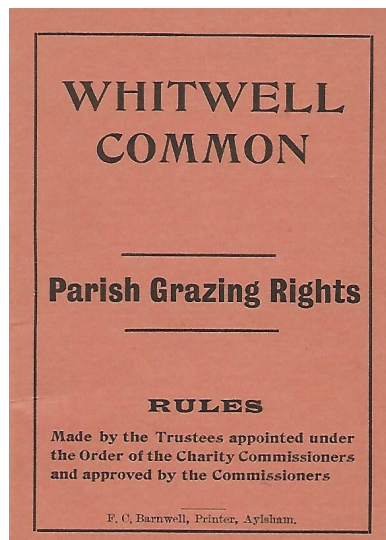 WHITWELL
COMMON
Parish Grazing Rights
RULES
Made by the Trustees appointed under
the Order of the Charity Commissioners
and approved by the Commissioners
F. C. Barnwell, Printer, Aylsham.